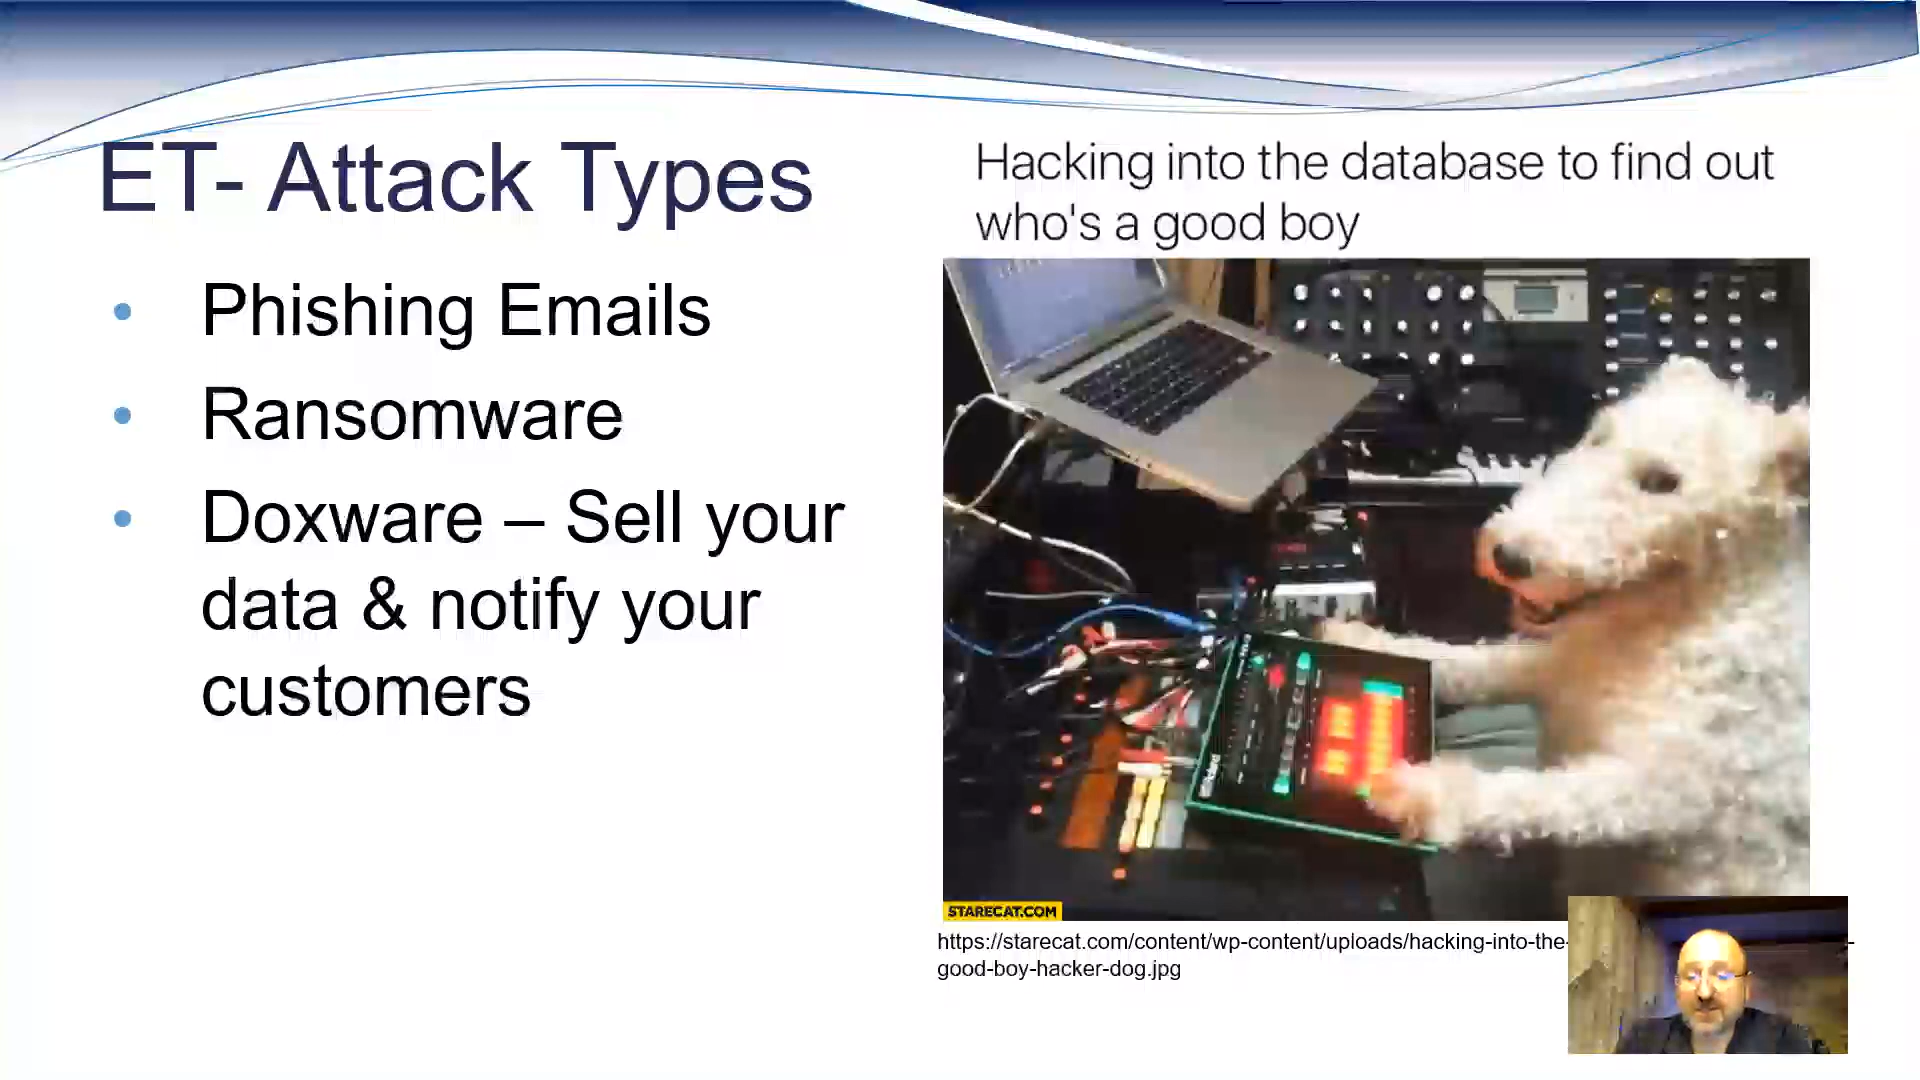 ET- Attack Types
• Phishing Emails
• Ransomware
• Doxware – Sell your
data & notify your
customers
Hacking into the database to find out
who's a good boy
Roland
STARECAT.COM
https://starecat.com/content/wp-content/uploads/hacking-into-the-
good-boy-hacker-dog.jpg